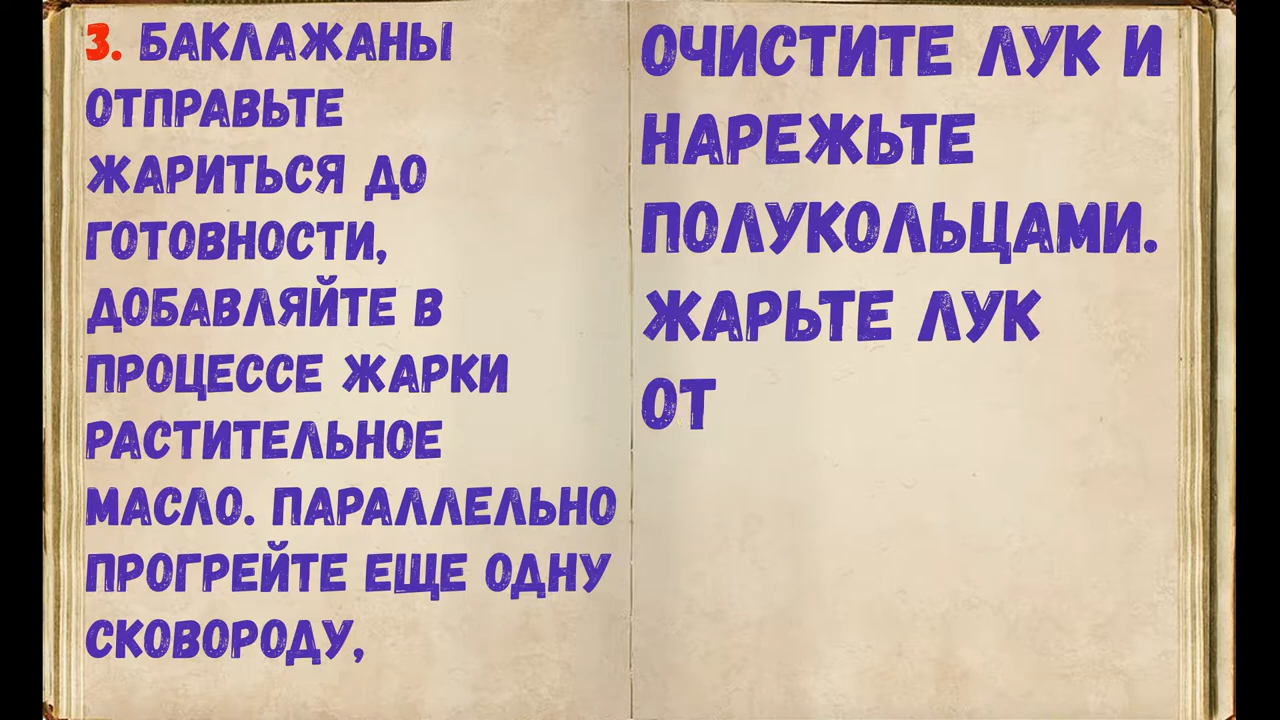 3. БАКЛАЖАНЫ
ОТПРАВЬТЕ
ЖАРИТЬСЯ ДО
ГОТОВНОСТИ,
ДОБАВЛЯЙТЕ В
ПРОЦЕССЕ ЖАРКИ
РАСТИТЕЛЬНОЕ
МАСЛО. ПАРАЛЛЕЛЬНО
ПРОГРЕЙТЕ ЕЩЕ ОДНУ
СКОВОРОДУ,
ОЧИСТИТЕ ЛУК И
НАРЕЖЬТЕ
ПОЛУКОЛЬЦАМИ.
ЖАРЬТЕ ЛУК
ОТ